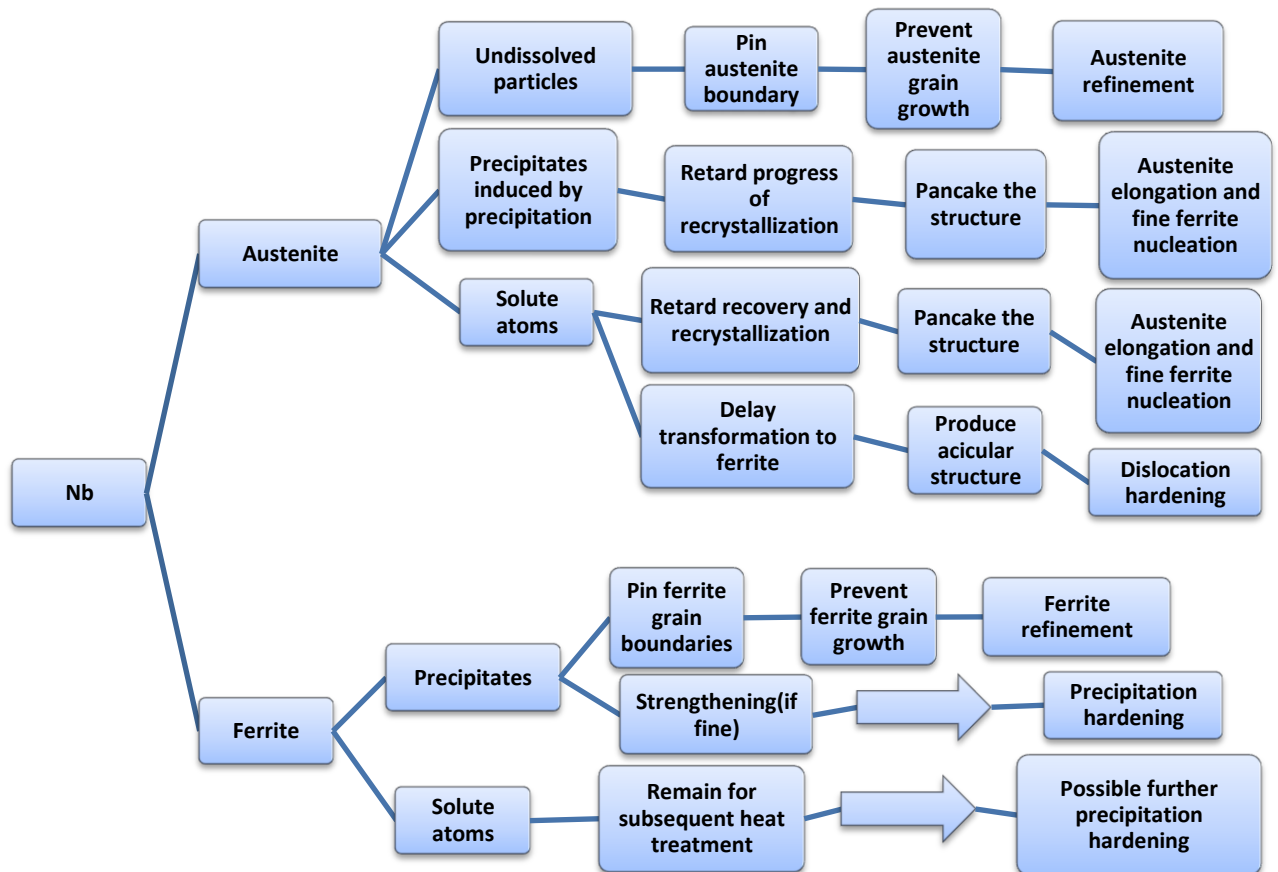 Undissolved
particles
Pin
austenite
boundary
Prevent
austenite
grain
growth
Austenite
refinement
Precipitates
induced by
precipitation
Retard progress
of
recrystallization
Pancake the
structure
Austenite
elongation and
fine ferrite
nucleation
Austenite
Solute
atoms
Retard recovery and
recrystallization
Pancake the
structure
Austenite
elongation and
fine ferrite
nucleation
Delay
transformation to
ferrite
Produce
acicular
structure
Dislocation
hardening
Nb
Ferrite
Precipitates
Pin ferrite
grain
boundaries
Prevent
ferrite grain
growth
Ferrite
refinement
Strengthening(if
fine)
Precipitation
hardening
Solute
atoms
Remain for
subsequent heat
treatment
Possible further
precipitation
hardening